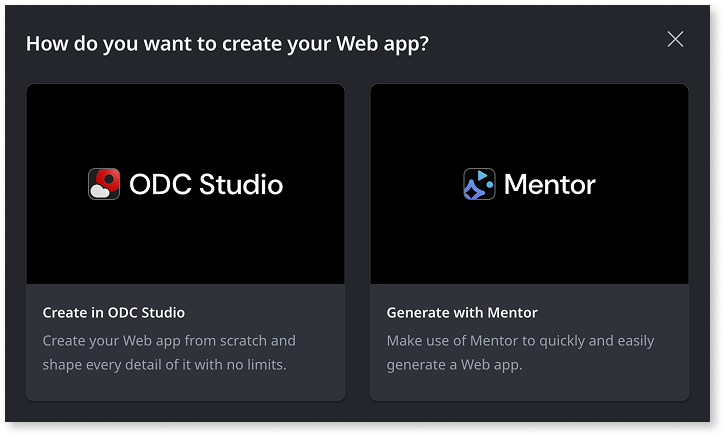 How do you want to create your Web app?
ODC Studio
Mentor
Create in ODC Studio
Create your Web app from scratch and
shape every detail of it with no limits.
Generate with Mentor
Make use of Mentor to quickly and easily
generate a Web app.